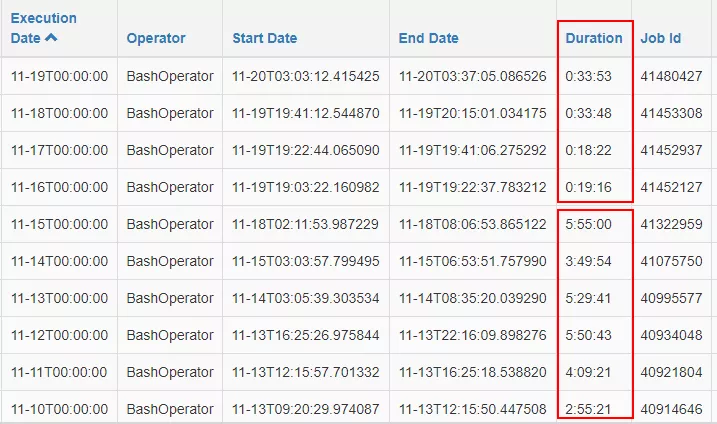 Execution
Date Operator Start Date End Date Duration Job Id
11-19T00:00:00 BashOperator 11-20T03:03:12.415425 11-20T03:37:05.086526 0:33:53 41480427
11-18T00:00:00 BashOperator 11-19T19:41:12.544870 11-19T20:15:01.034175 0:33:48 41453308
11-17T00:00:00 BashOperator 11-19T19:22:44.065090 11-19T19:41:06.275292 0:18:22 41452937
11-16T00:00:00 BashOperator 11-19T19:03:22.160982 11-19T19:22:37.783212 0:19:16 41452127
11-15T00:00:00 BashOperator 11-18T02:11:53.987229 11-18T08:06:53.865122 5:55:00 41322959
11-14T00:00:00 BashOperator 11-15T03:03:57.799495 11-15T06:53:51.757990 3:49:54 41075750
11-13T00:00:00 BashOperator 11-14T03:05:39.303534 11-14T08:35:20.039290 5:29:41 40995577
11-12T00:00:00 BashOperator 11-13T16:25:26.975844 11-13T22:16:09.898276 5:50:43 40934048
11-11T00:00:00 BashOperator 11-13T12:15:57.701332 11-13T16:25:18.538820 4:09:21 40921804
11-10T00:00:00 BashOperator 11-13T09:20:29.974087 11-13T12:15:50.447508 2:55:21 40914646